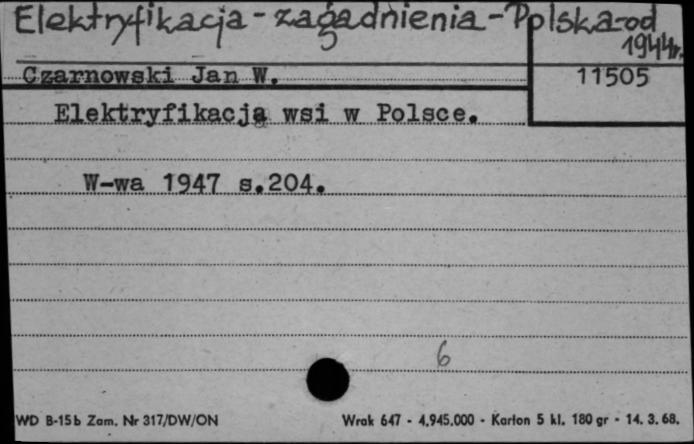 Elektryfikacja - zagadnienia - Polska-od
1944r.
Czarnowski Jan W.
11505
Elektryfikacja wsi w Polsce.
W-wa 1947 s.204.
6
WD B-15b Zam. Nr 317/DW/ON
Wrak 647 - 4,945.000 - Karton 5 kl. 180 gr - 14. 3. 68.